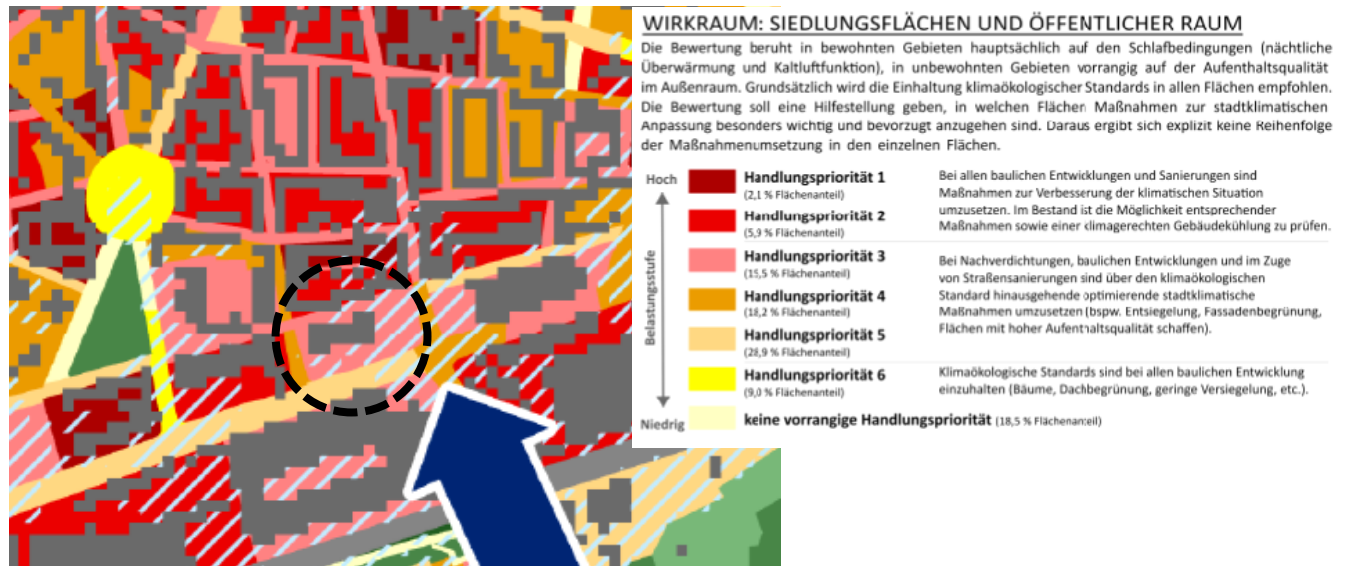 WIRKRAUM: SIEDLUNGSFLÄCHEN UND ÖFFENTLICHER RAUM
Die Bewertung beruht in bewohnten Gebieten hauptsächlich auf den Schlafbedingungen (nächtliche
Überwärmung und Kaltluftfunktion), in unbewohnten Gebieten vorrangig auf der Aufenthaltsqualität
im Außenraum. Grundsätzlich wird die Einhaltung klimaökologischer Standards in allen Flächen empfohlen.
Die Bewertung soll eine Hilfestellung geben, in welchen Flächen Maßnahmen zur stadtklimatischen
Anpassung besonders wichtig und bevorzugt anzugehen sind. Daraus ergibt sich explizit keine Reihenfolge
der Maßnahmenumsetzung in den einzelnen Flächen.
Hoch
Belastungsstufe
Niedrig
Handlungspriorität 1
(2,1 % Flächenanteil)
Handlungspriorität 2
(5,9 % Flächenanteil)
Bei allen baulichen Entwicklungen und Sanierungen sind
Maßnahmen zur Verbesserung der klimatischen Situation
umzusetzen. Im Bestand ist die Möglichkeit entsprechender
Maßnahmen sowie einer climagerechten Gebäudekühlung zu prüfen.
Handlungspriorität 3
(15,5 % Flächenanteil)
Handlungspriorität 4
(18,2 % Flächenanteil)
Handlungspriorität 5
(28,9 % Flächenanteil)
Bei Nachverdichtungen, baulichen Entwicklungen und im Zuge
von Straßensanierungen sind über den klimaökologischen
Standard hinausgehende optimierende stadtklimatische
Maßnahmen umzusetzen (bspw. Entsiegelung, Fassadenbegrünung,
Flächen mit hoher Aufenthaltsqualität schaffen).
Handlungspriorität 6
(9,0 % Flächenanteil)
Klimaökologische Standards sind bei allen baulichen Entwicklung
einzuhalten (Bäume, Dachbegrünung, geringe Versiegelung, etc.).
keine vorrangige Handlungspriorität (18,5 % Flächenanteil)